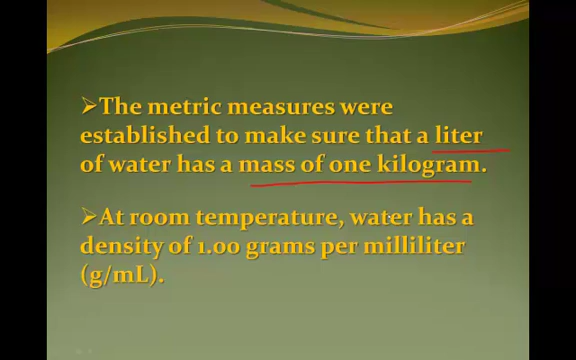 ➢The metric measures were
established to make sure that a liter
of water has a mass of one kilogram.
➢At room temperature, water has a
density of 1.00 grams per milliliter
(g/mL).